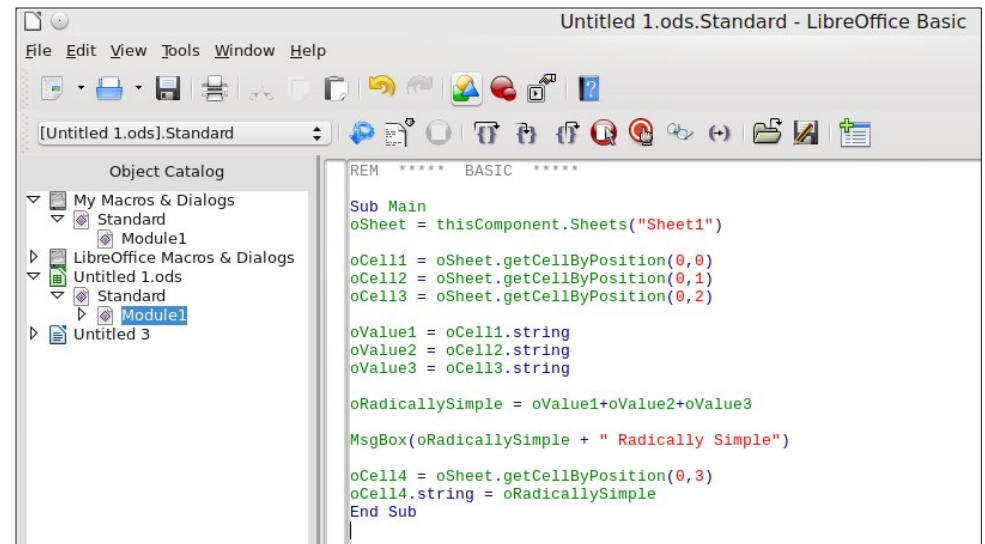 Untitled 1.ods.Standard - LibreOffice Basic
File Edit View Tools Window Help
[Untitled 1.ods].Standard
Object Catalog
My Macros & Dialogs
Standard
Module1
LibreOffice Macros & Dialogs
Untitled 1.ods
Standard
Module1
Untitled 3
REM ***** BASIC *****
Sub Main
oSheet = thisComponent.Sheets("Sheet1")
oCell1 = oSheet.getCellByPosition(0,0)
oCell2 = oSheet.getCellByPosition(0,1)
oCell3 = oSheet.getCellByPosition(0,2)
oValue1 = oCell1.string
oValue2 = oCell2.string
oValue3 = oCell3.string
oRadicallySimple = oValue1+oValue2+oValue3
MsgBox(oRadicallySimple + " Radically Simple")
oCell4 = oSheet.getCellByPosition(0,3)
oCell4.string = oRadicallySimple
End Sub